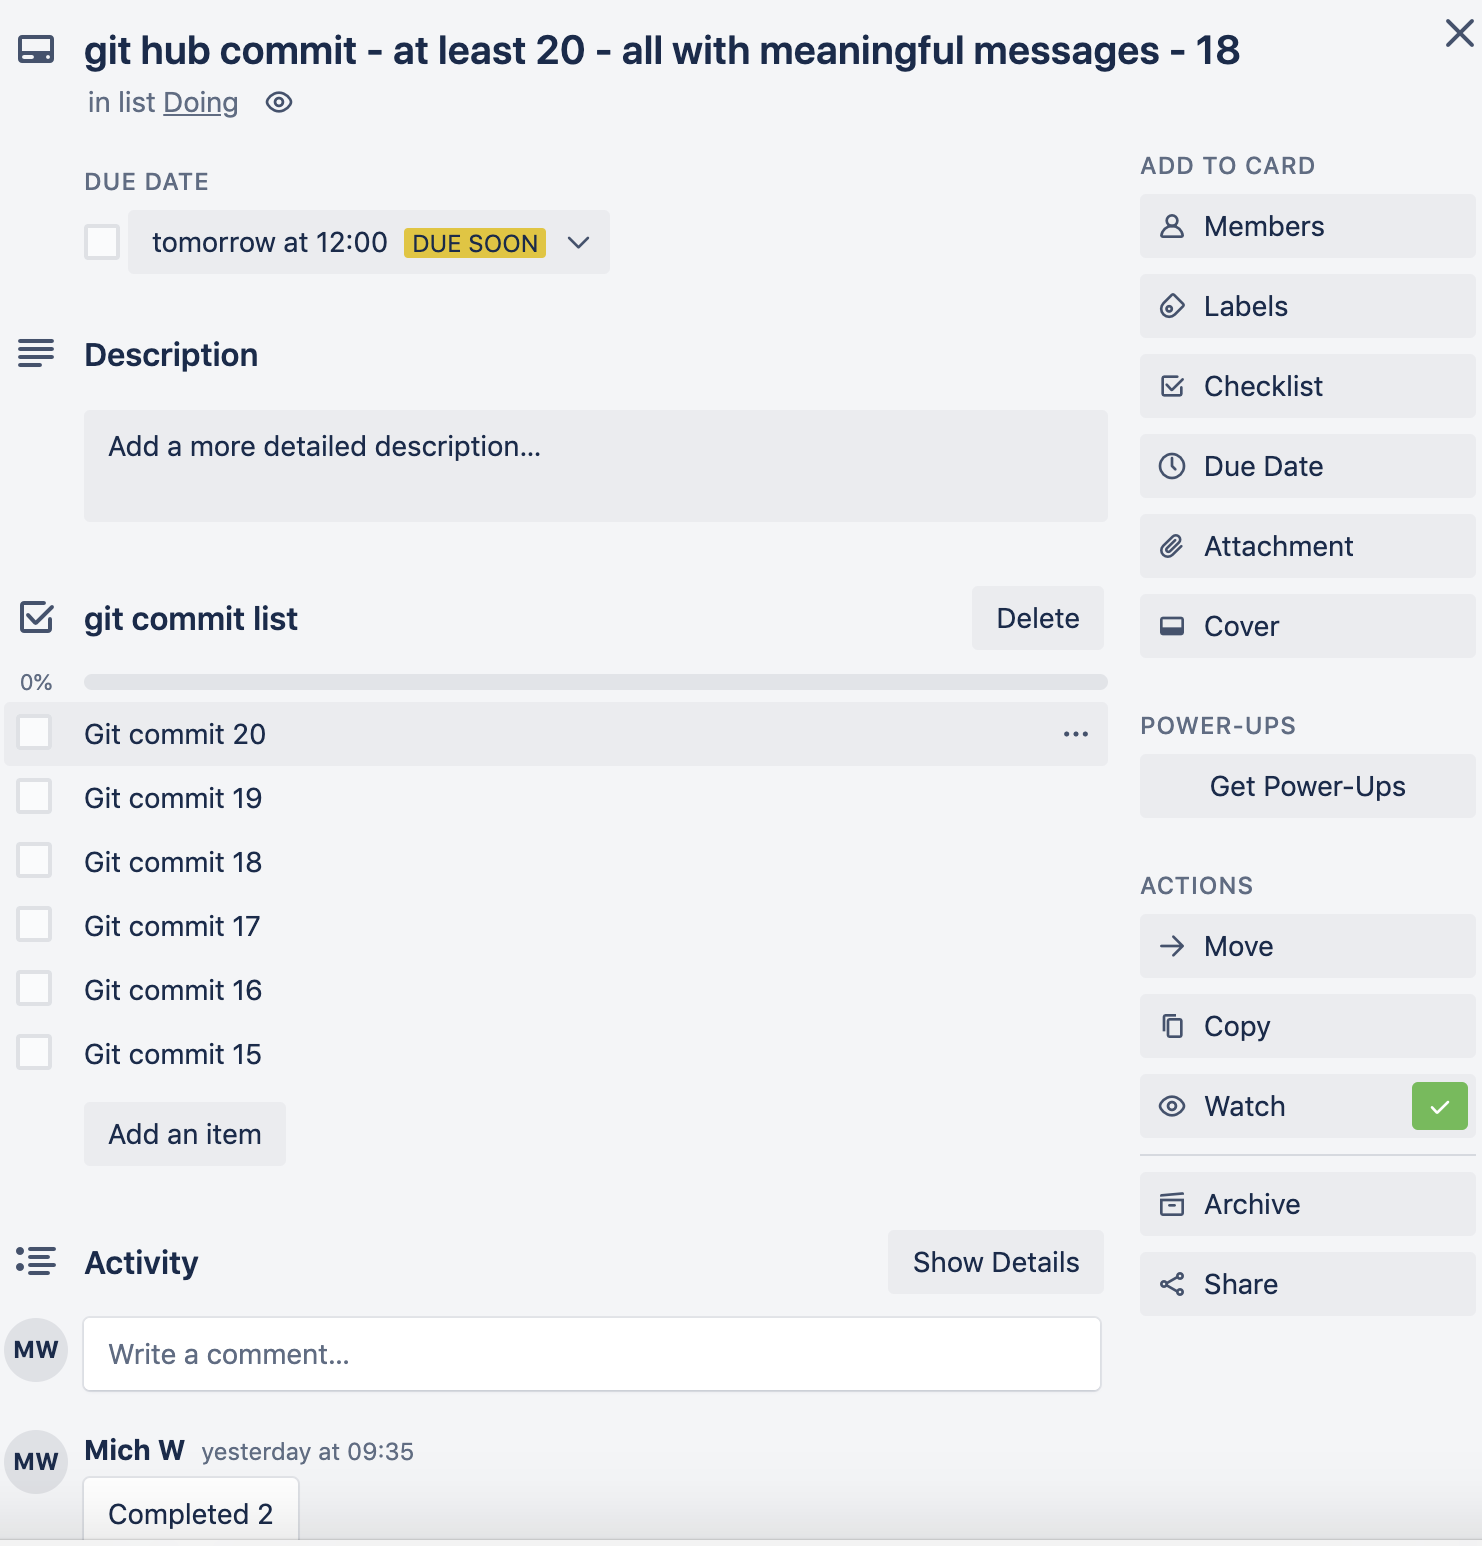 git hub commit - at least 20 - all with meaningful messages - 18
in list Doing
DUE DATE
tomorrow at 12:00 DUE SOON
Description
Add a more detailed description...
git commit list
Delete
0%
Git commit 20
Git commit 19
Git commit 18
Git commit 17
Git commit 16
Git commit 15
Add an item
Activity
Show Details
MW
Write a comment...
MW
Mich W yesterday at 09:35
Completed 2
ADD TO CARD
Members
Labels
Checklist
Due Date
Attachment
Cover
POWER-UPS
Get Power-Ups
ACTIONS
Move
Copy
Watch
Archive
Share